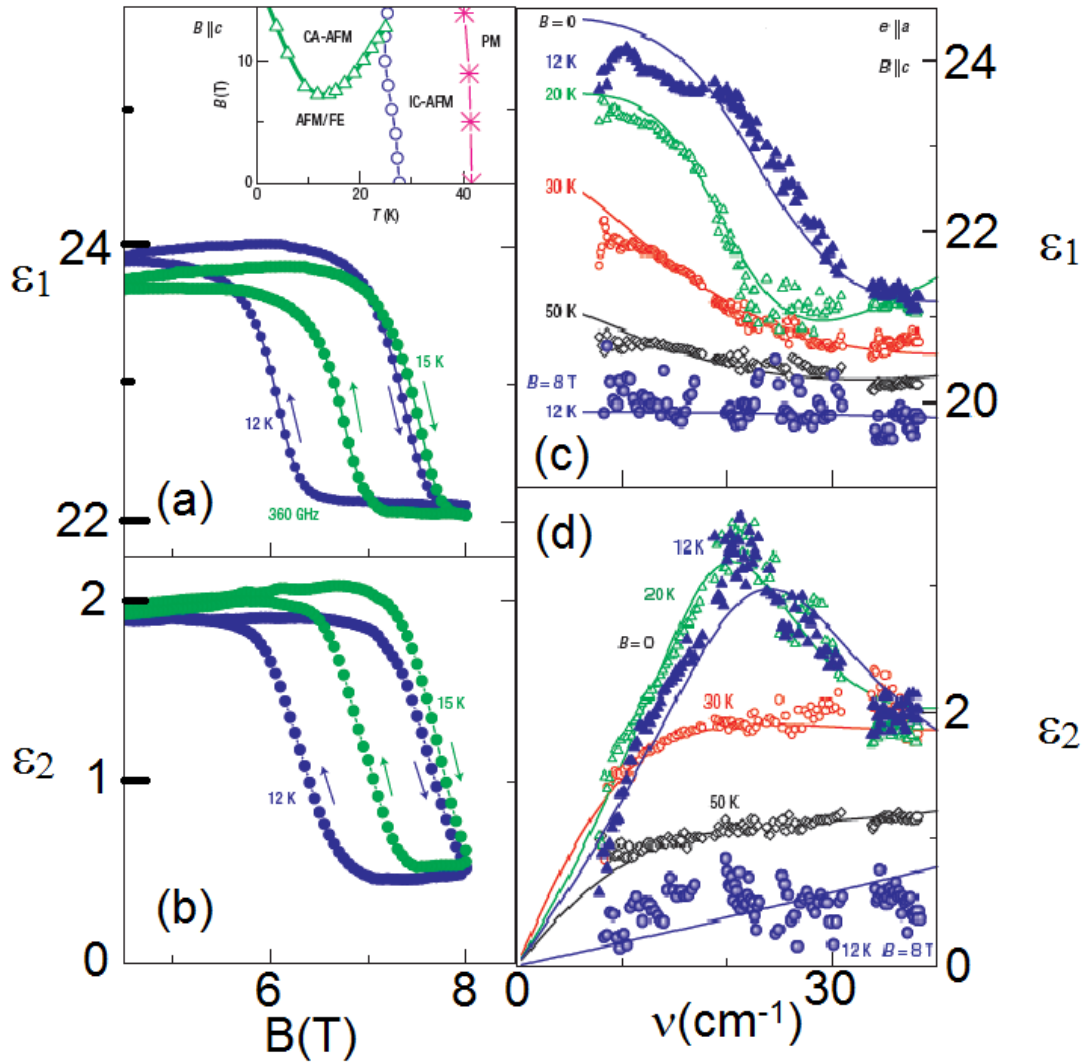 B ∥ c
CA-AFM
PM
10
B(T)
IC-AFM
AFM/FE
0
0
20
40
T (K)
24
ε1
15 K
12 K
(a)
22
360 GHz
2
15 K
ε2
1
12 K
(b)
0
6
8
B(T)
B = 0
e ∥ a
24
12 K
B ∥ c
20 K
30 K
22
ε1
50 K
B = 8 T
20
12 K
(c)
(d)
12 K
20 K
B = 0
30 K
2
ε2
50 K
12 K B = 8 T
0
0
30
ν(cm-1)